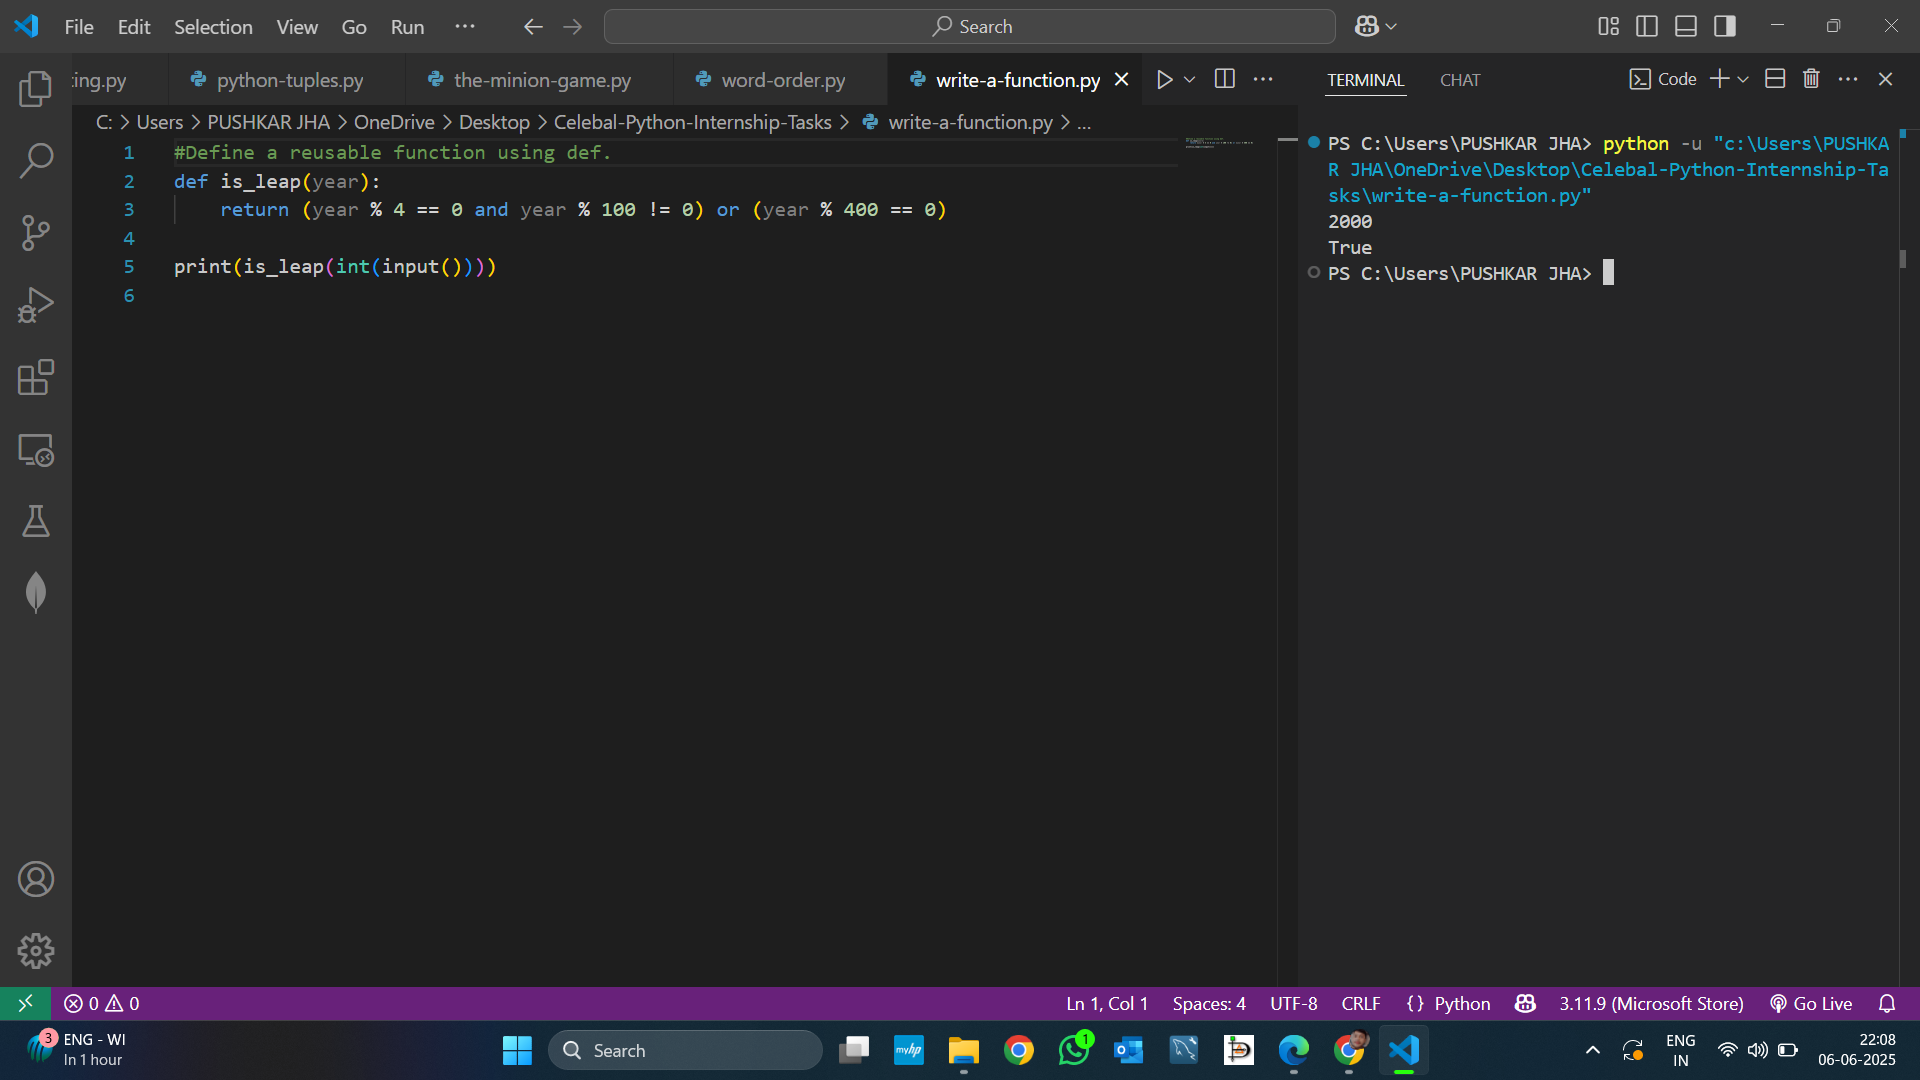 File Edit Selection View Go Run ··· Search
ing.py python-tuples.py the-minion-game.py word-order.py write-a-function.py
TERMINAL CHAT Code
C: > Users > PUSHKAR JHA > OneDrive > Desktop > Celebal-Python-Internship-Tasks > write-a-function.py > ...
1 #Define a reusable function using def.
2 def is_leap(year):
3 return (year % 4 == 0 and year % 100 != 0) or (year % 400 == 0)
4
5 print(is_leap(int(input())))
6
PS C:\Users\PUSHKAR JHA> python -u "c:\Users\PUSHKA
R JHA\OneDrive\Desktop\Celebal-Python-Internship-Ta
sks\write-a-function.py"
2000
True
PS C:\Users\PUSHKAR JHA>
0 0 Ln 1, Col 1 Spaces: 4 UTF-8 CRLF {} Python 3.11.9 (Microsoft Store) Go Live
3 ENG - WI
In 1 hour
Search
myhp
1
ENG
IN
22:08
06-06-2025